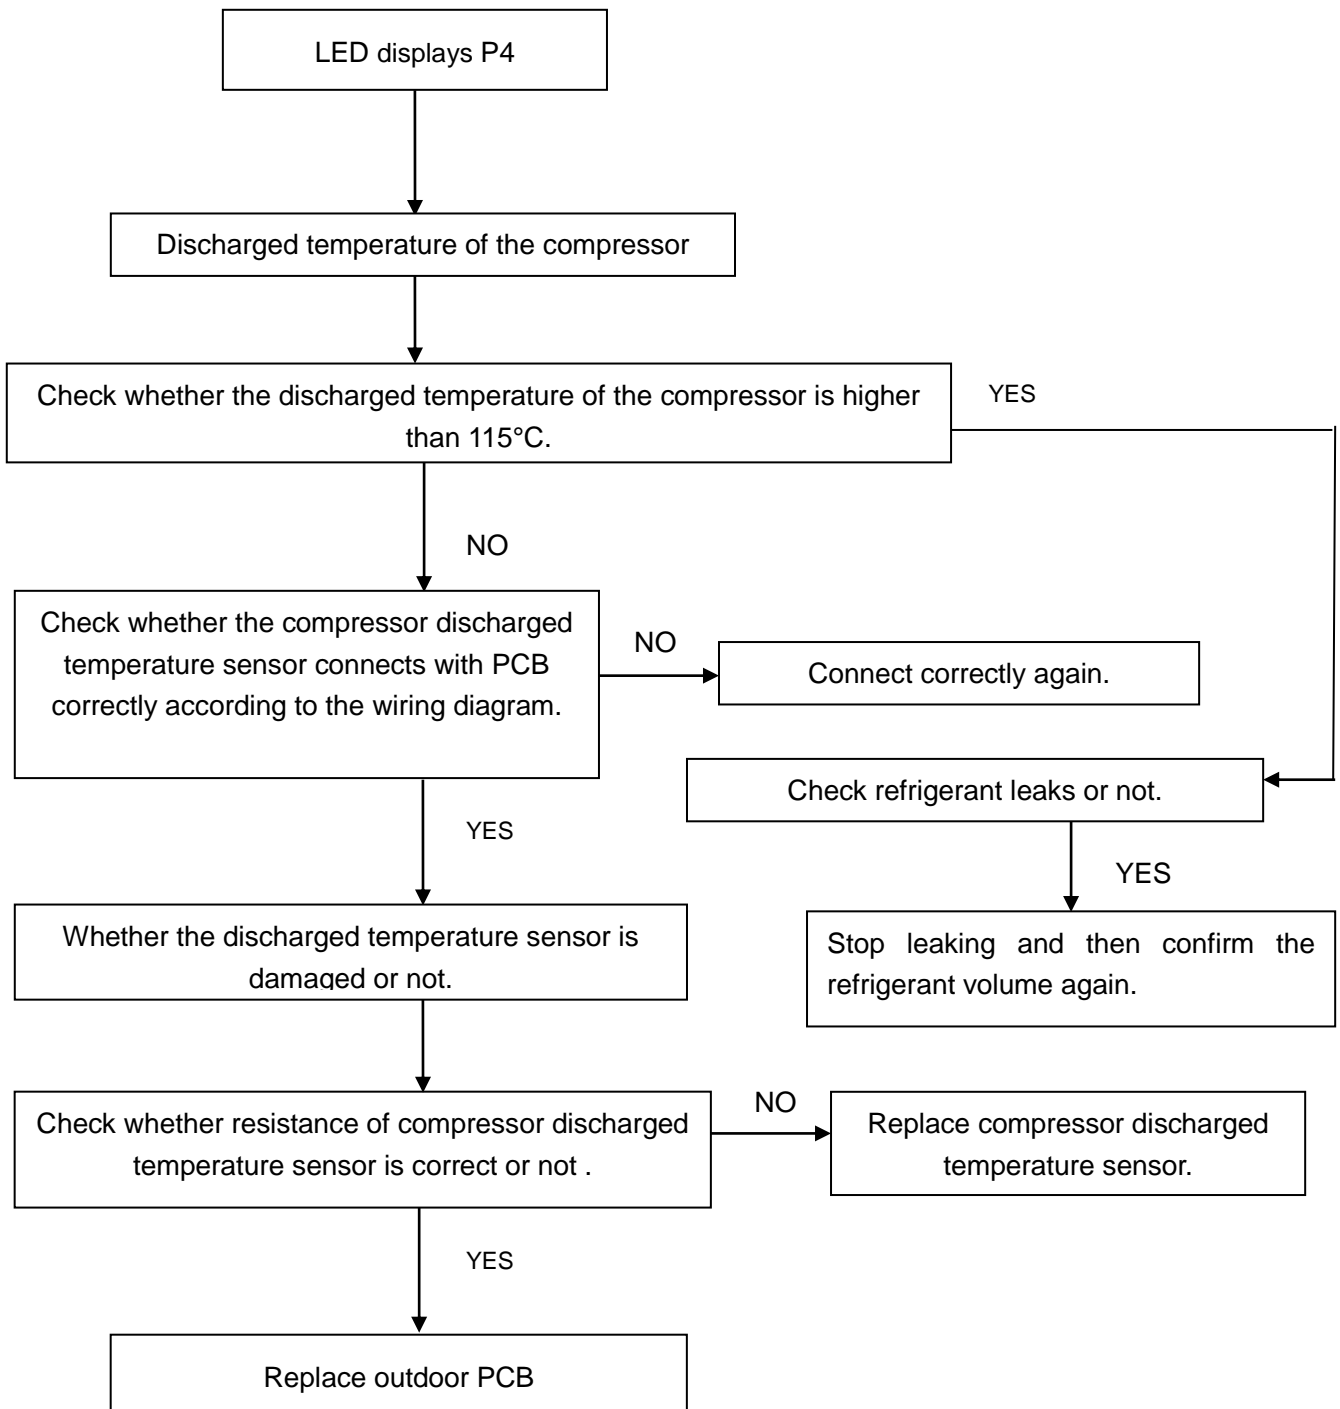 LED displays P4
Discharged temperature of the compressor
Check whether the discharged temperature of the compressor is higher
than 115°C.
YES
NO
Check whether the compressor discharged
temperature sensor connects with PCB
correctly according to the wiring diagram.
NO
Connect correctly again.
Check refrigerant leaks or not.
YES
YES
Whether the discharged temperature sensor is
damaged or not.
Stop leaking and then confirm the
refrigerant volume again.
Check whether resistance of compressor discharged
temperature sensor is correct or not .
NO
Replace compressor discharged
temperature sensor.
YES
Replace outdoor PCB